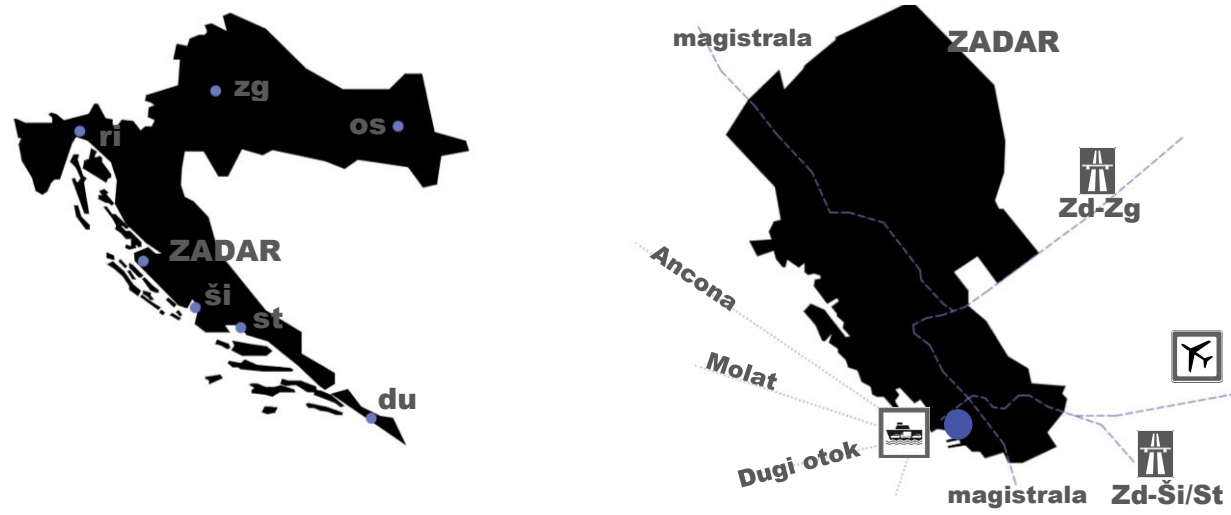 zg
os
ri
ZADAR
ši
st
du
magistrala
ZADAR
Zd-Zg
Ancona
Molat
Dugi otok
magistrala
Zd-Ši/St